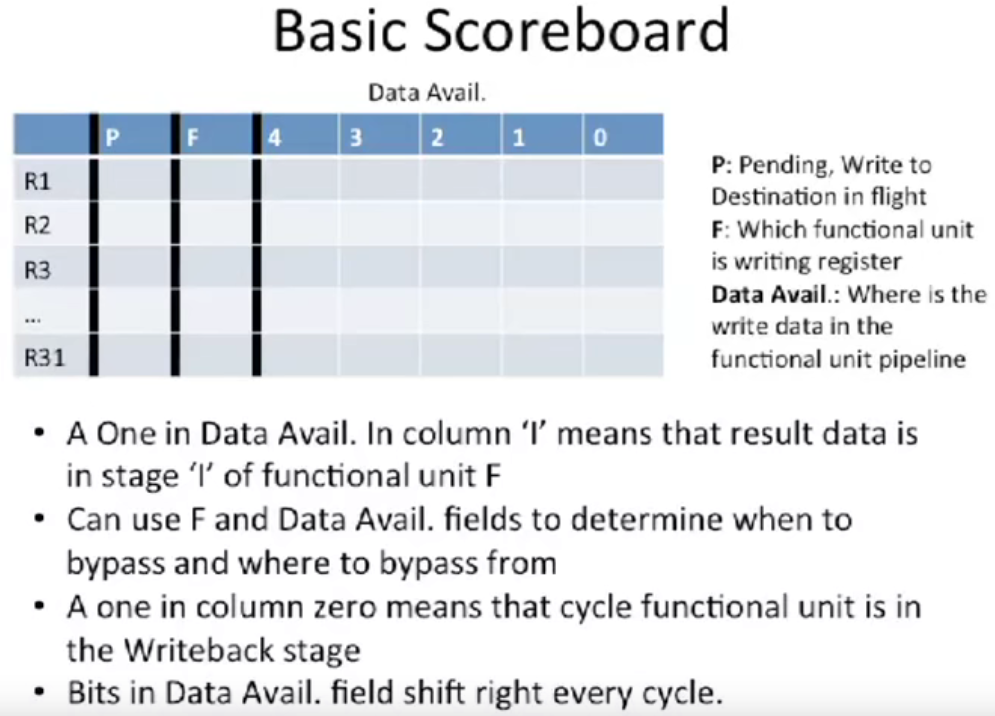 Basic Scoreboard
Data Avail.
P F 4 3 2 1 0
R1
R2
R3
...
R31
P: Pending, Write to
Destination in flight
F: Which functional unit
is writing register
Data Avail.: Where is the
write data in the
functional unit pipeline
• A One in Data Avail. In column ‘I’ means that result data is
in stage ‘I’ of functional unit F
• Can use F and Data Avail. fields to determine when to
bypass and where to bypass from
• A one in column zero means that cycle functional unit is in
the Writeback stage
• Bits in Data Avail. field shift right every cycle.